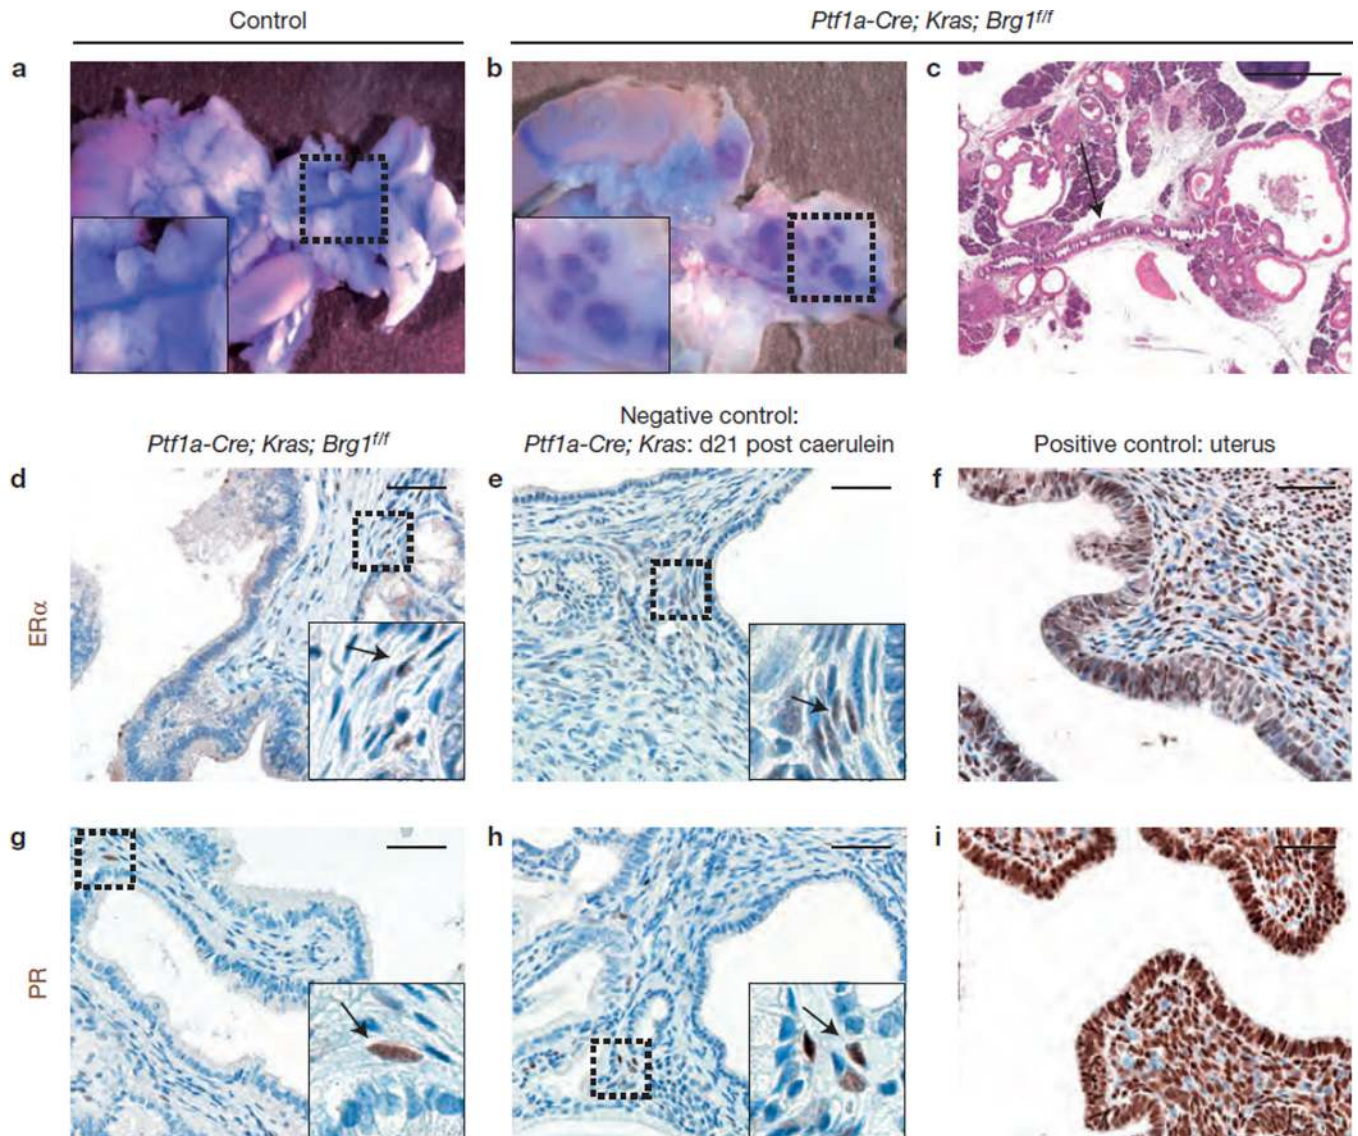 Control
Ptf1a-Cre; Kras; Brg1f/f
a
b
c
Negative control:
Ptf1a-Cre; Kras; Brg1f/f
Ptf1a-Cre; Kras: d21 post caerulein
Positive control: uterus
d
e
f
ERα
g
h
i
PR